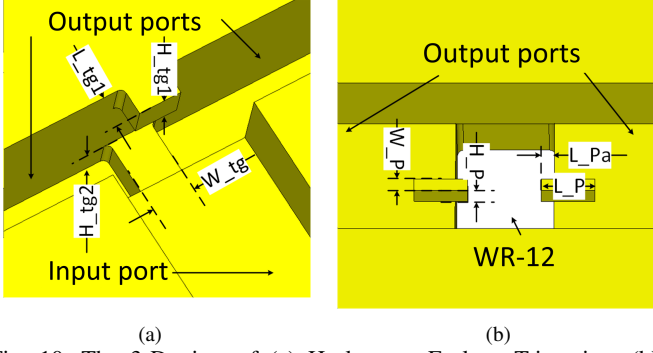 Output ports
L_tg1
H_tg1
W_tg
H_tg2
Input port
(a)
Output ports
W_P
H_P
L_Pa
L_P
WR-12
(b)